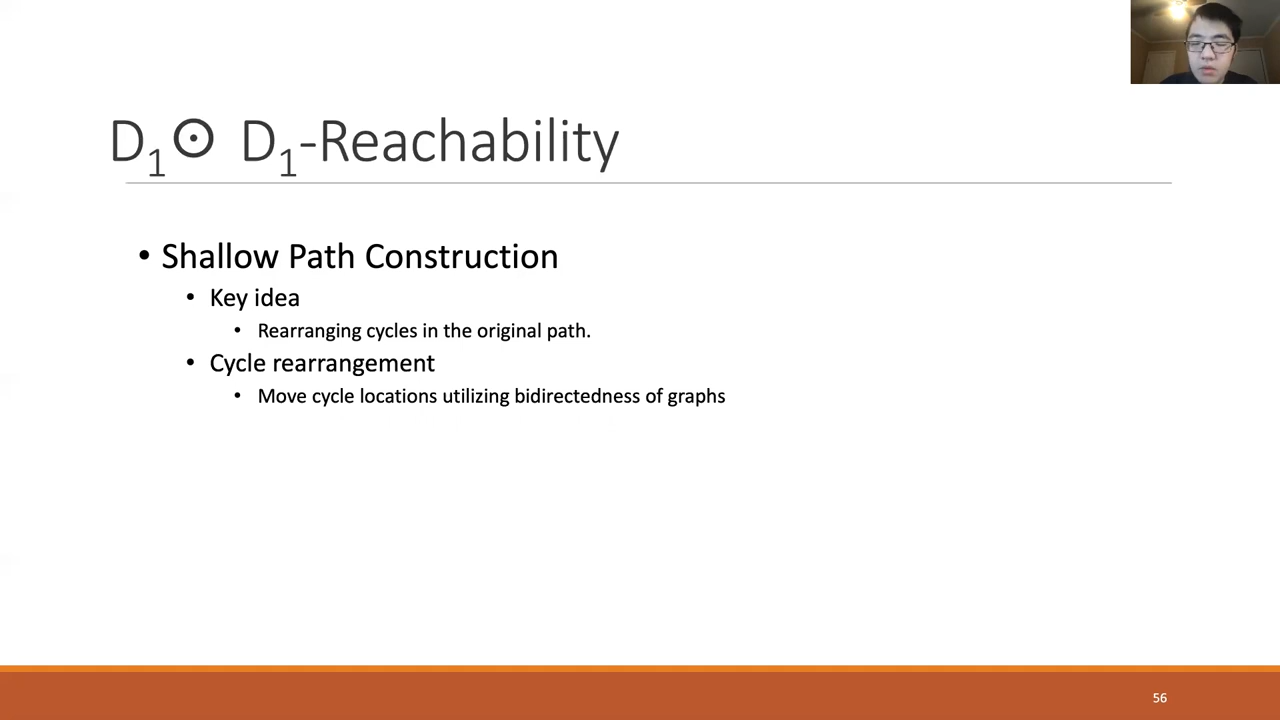 D₁⊙ D₁-Reachability
• Shallow Path Construction
• Key idea
• Rearranging cycles in the original path.
• Cycle rearrangement
• Move cycle locations utilizing bidirectedness of graphs
56